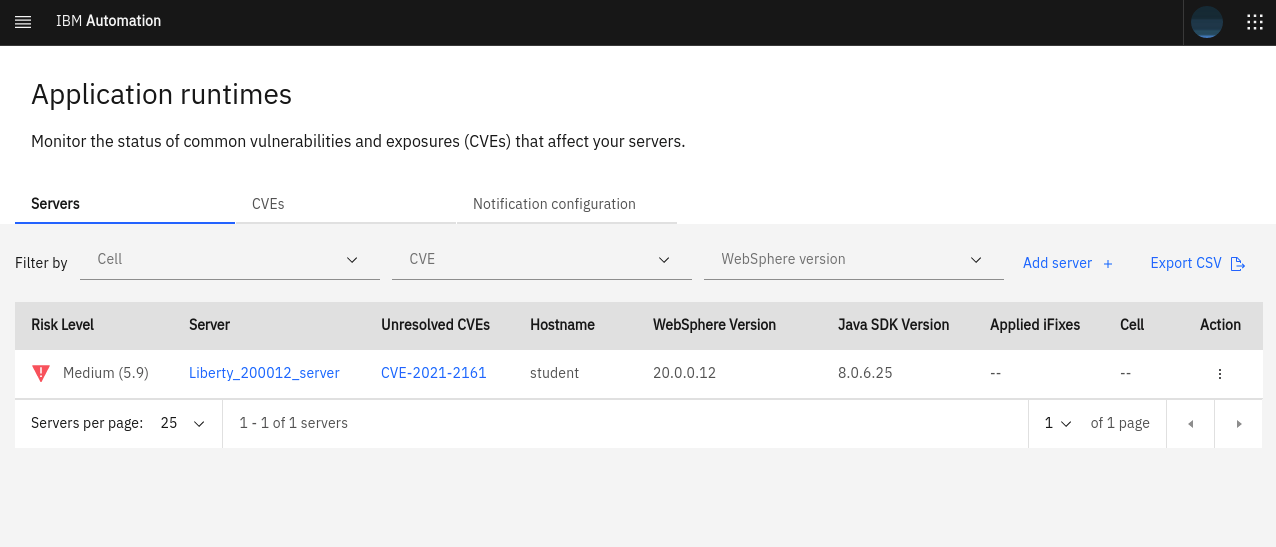 IBM Automation
Application runtimes
Monitor the status of common vulnerabilities and exposures (CVEs) that affect your servers.
Servers CVEs Notification configuration
Filter by Cell CVE WebSphere version Add server + Export CSV
Risk Level Server Unresolved CVEs Hostname WebSphere Version Java SDK Version Applied iFixes Cell Action
Medium (5.9) Liberty_200012_server CVE-2021-2161 student 20.0.0.12 8.0.6.25 -- --
Servers per page: 25 1 - 1 of 1 servers 1 of 1 page